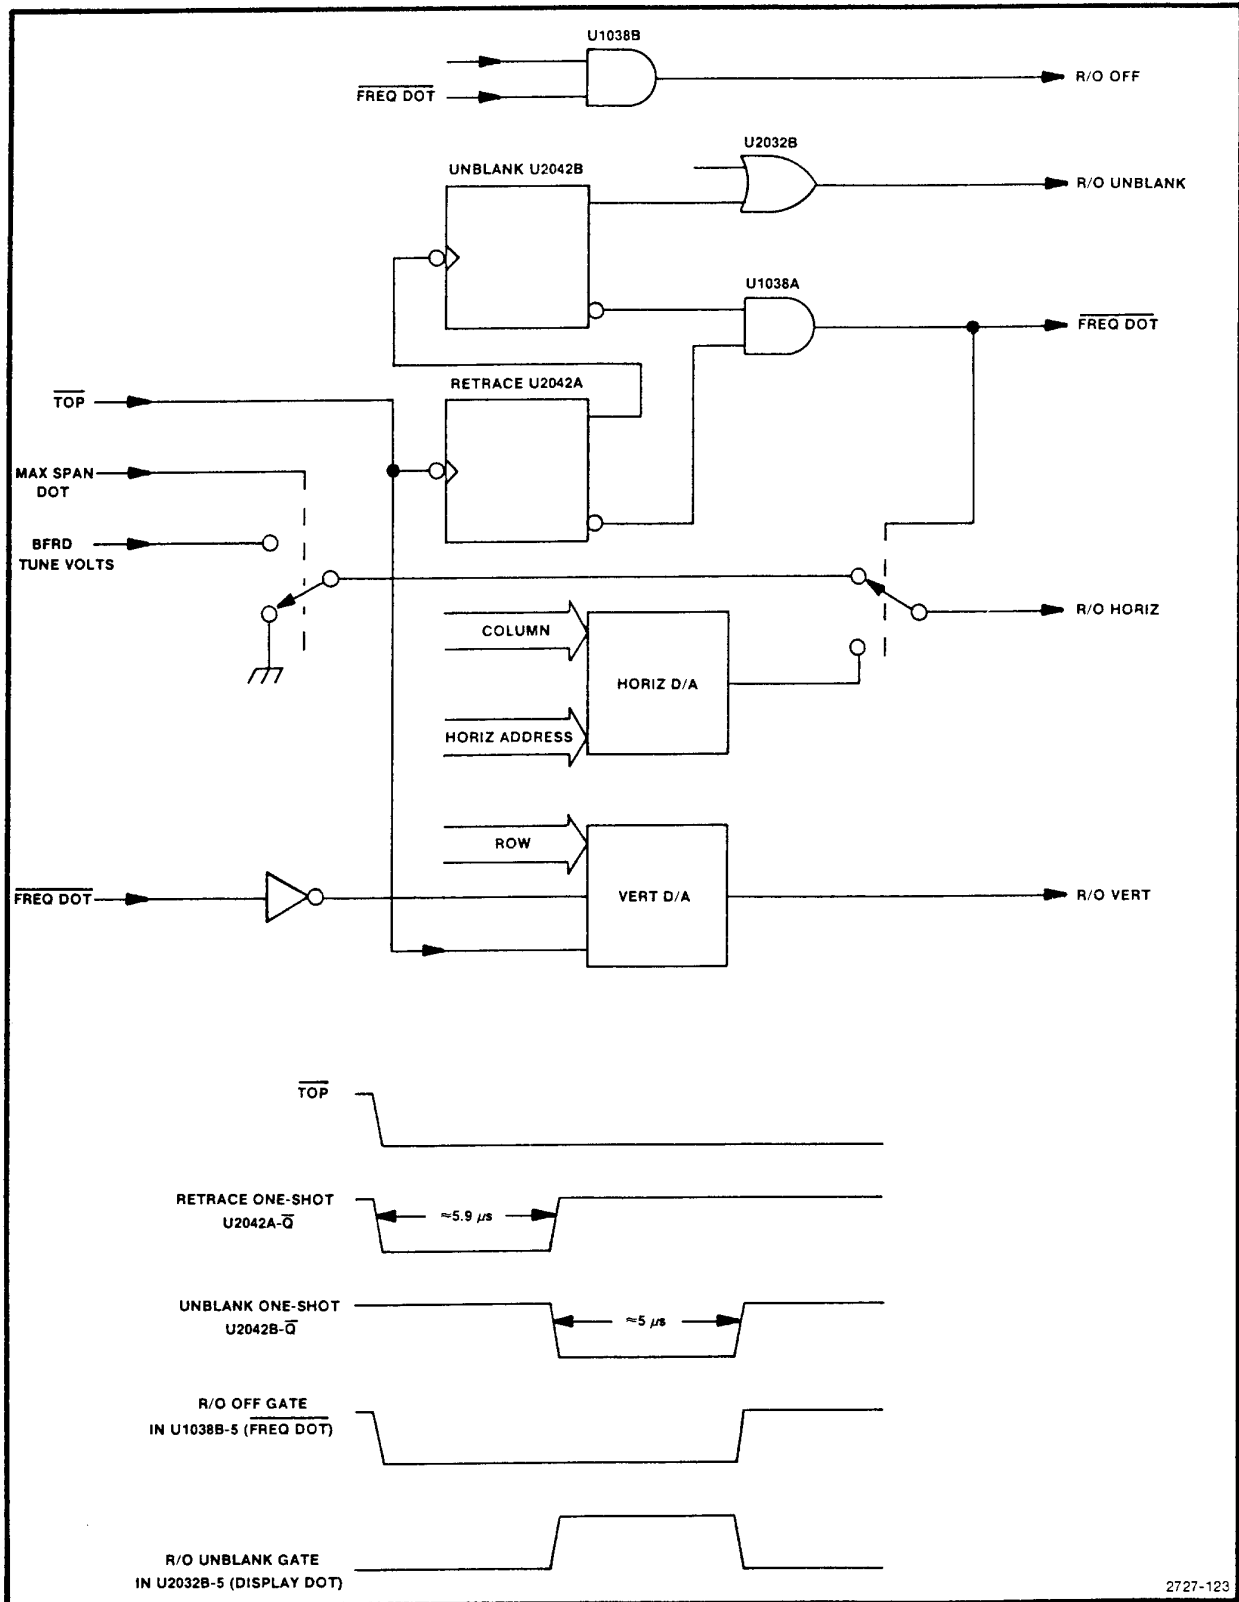 U1038B
FREQ DOT
R/O OFF
U2032B
UNBLANK U2042B
R/O UNBLANK
U1038A
FREQ DOT
RETRACE U2042A
TOP
MAX SPAN
DOT
BFRD
TUNE VOLTS
R/O HORIZ
COLUMN
HORIZ D/A
HORIZ ADDRESS
ROW
FREQ DOT
VERT D/A
R/O VERT
TOP
RETRACE ONE-SHOT
U2042A-Q̅
≈5.9 µs
UNBLANK ONE-SHOT
U2042B-Q̅
≈5 µs
R/O OFF GATE
IN U1038B-5 (FREQ DOT)
R/O UNBLANK GATE
IN U2032B-5 (DISPLAY DOT)
2727-123